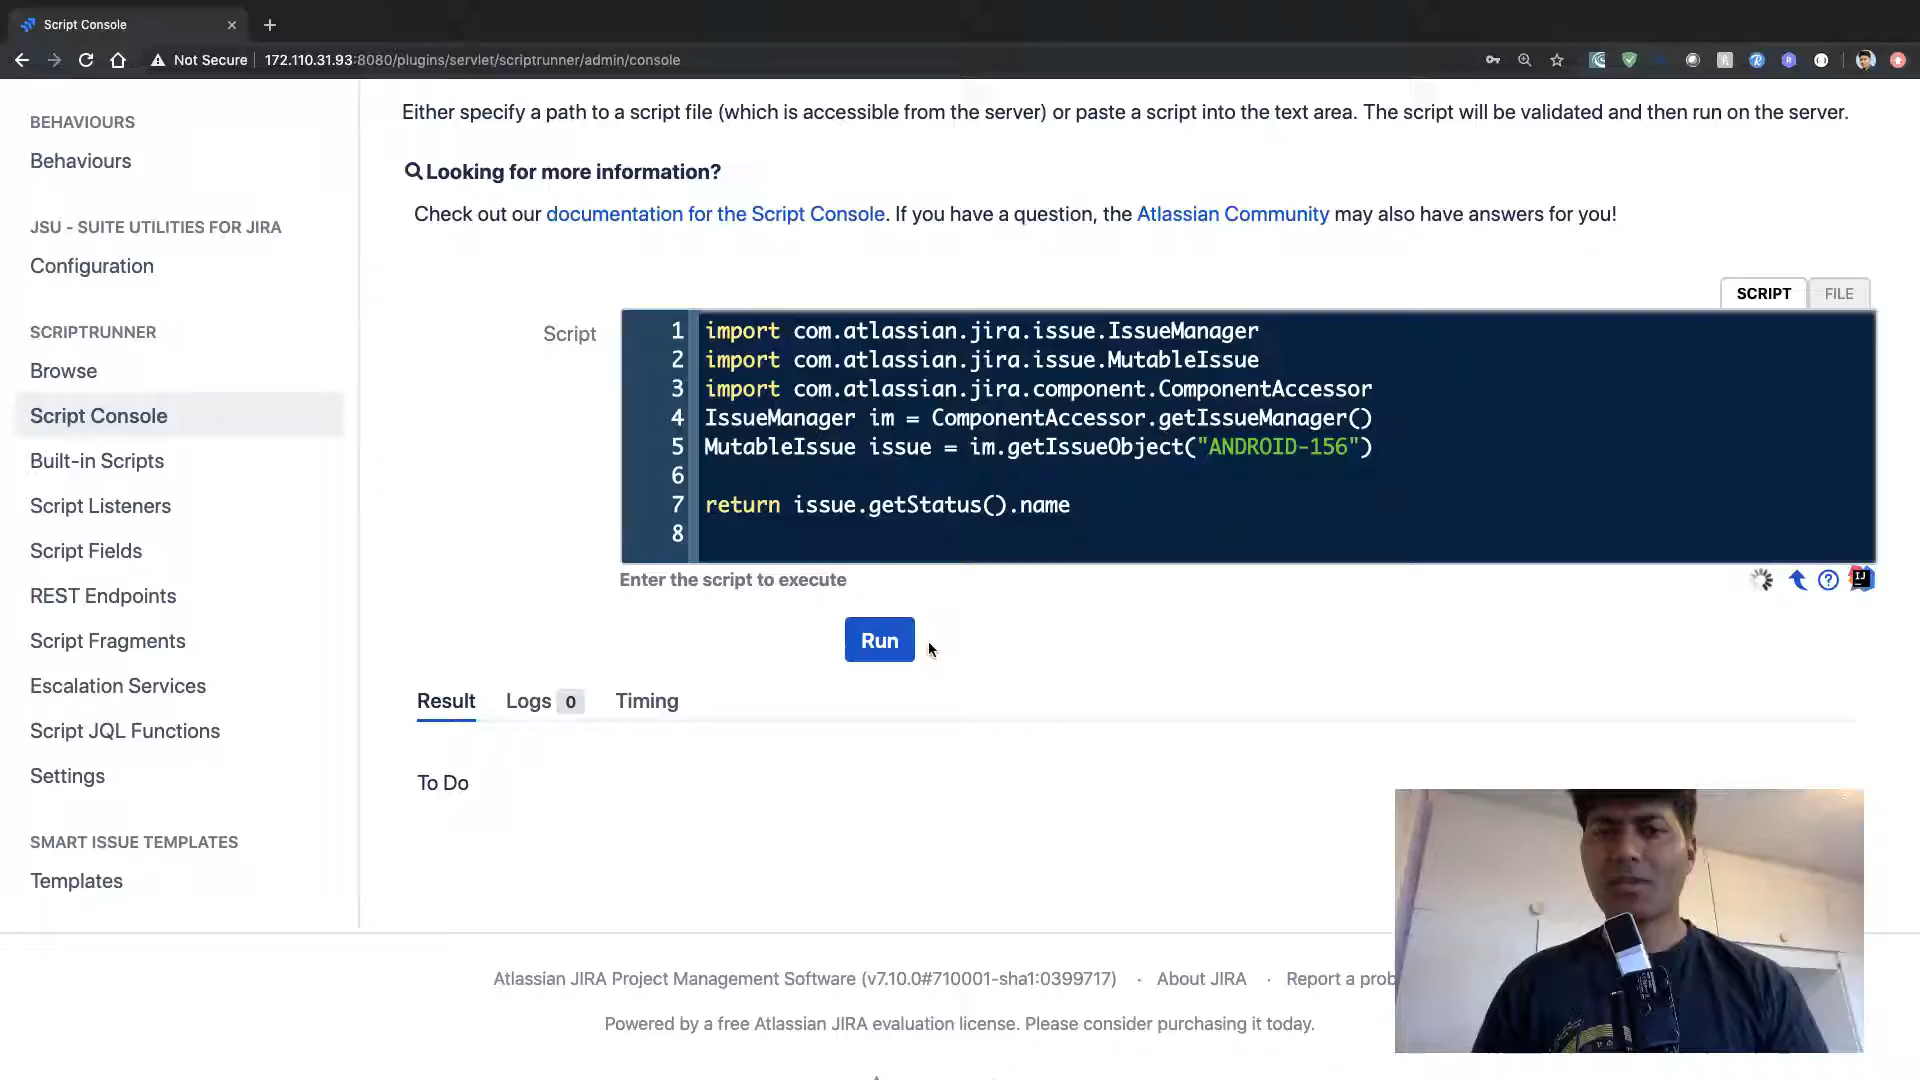 Script Console
Not Secure
172.110.31.93:8080/plugins/servlet/scriptrunner/admin/console
BEHAVIOURS
Behaviours
JSU - SUITE UTILITIES FOR JIRA
Configuration
SCRIPTRUNNER
Browse
Script Console
Built-in Scripts
Script Listeners
Script Fields
REST Endpoints
Script Fragments
Escalation Services
Script JQL Functions
Settings
SMART ISSUE TEMPLATES
Templates
Either specify a path to a script file (which is accessible from the server) or paste a script into the text area. The script will be validated and then run on the server.
Looking for more information?
Check out our documentation for the Script Console. If you have a question, the Atlassian Community may also have answers for you!
SCRIPT FILE
Script
1 import com.atlassian.jira.issue.IssueManager
2 import com.atlassian.jira.issue.MutableIssue
3 import com.atlassian.jira.component.ComponentAccessor
4 IssueManager im = ComponentAccessor.getIssueManager()
5 MutableIssue issue = im.getIssueObject("ANDROID-156")
6
7 return issue.getStatus().name
8
Enter the script to execute
Run
Result Logs 0 Timing
To Do
Atlassian JIRA Project Management Software (v7.10.0#710001-sha1:0399717) · About JIRA · Report a prob
Powered by a free Atlassian JIRA evaluation license. Please consider purchasing it today.